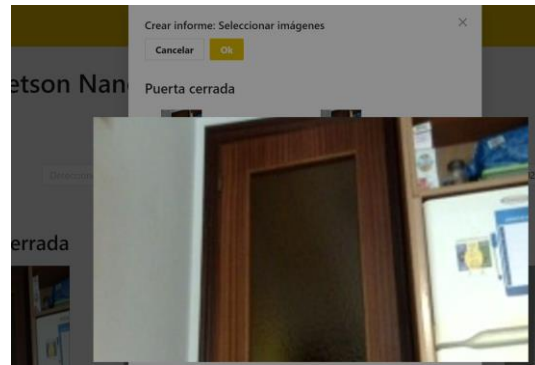 Crear informe: Seleccionar imágenes
Cancelar
Ok
etson Nan
Puerta cerrada
errada